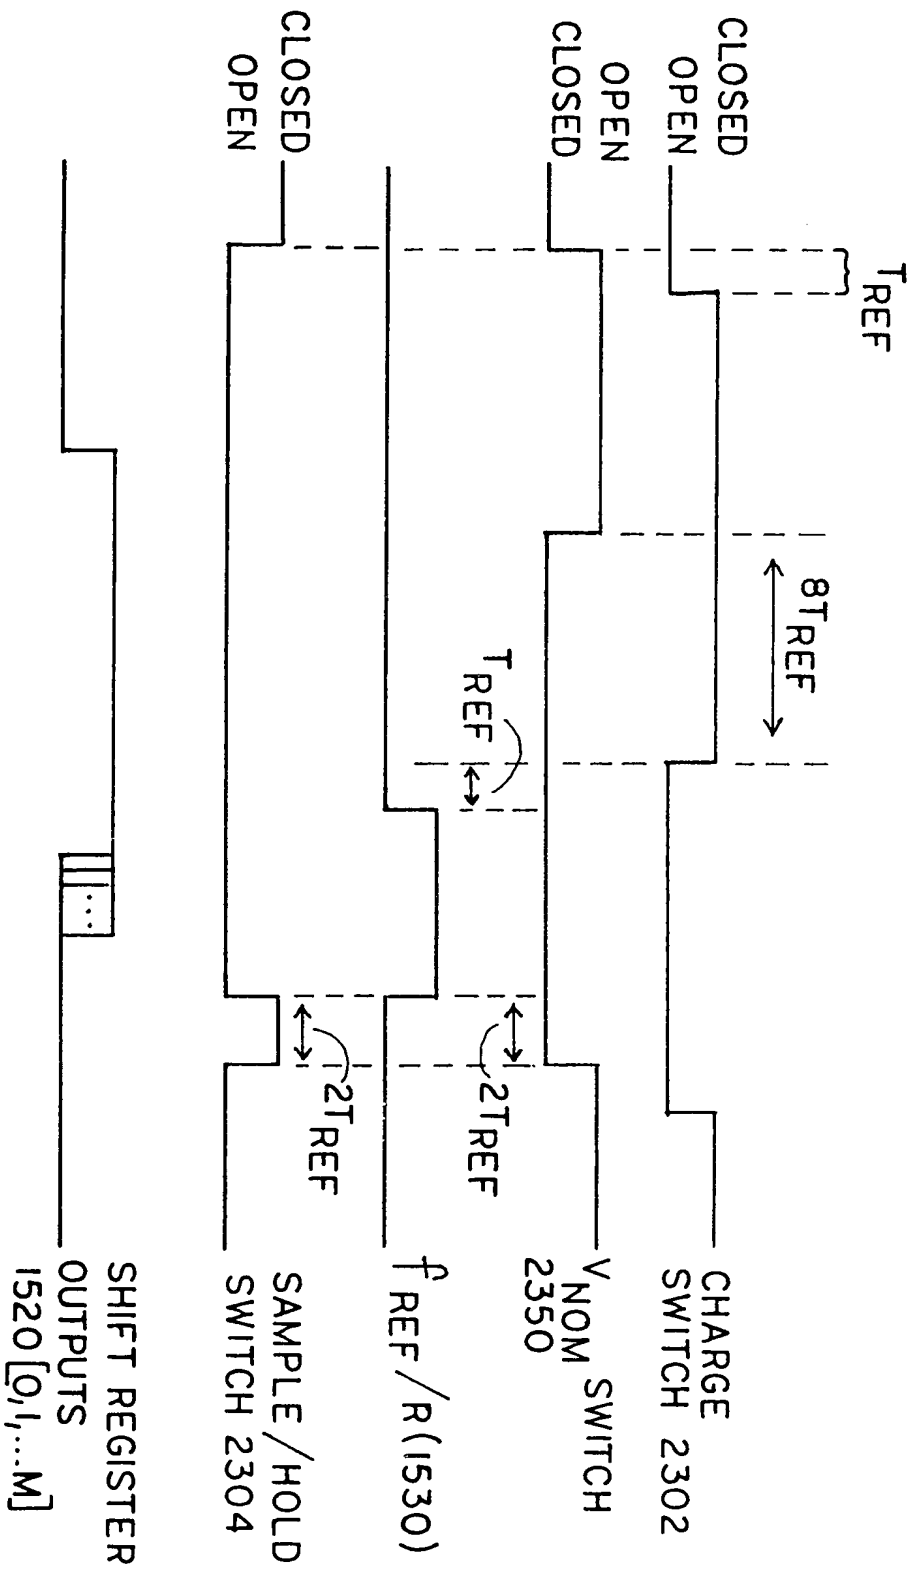 T REF
CLOSED
OPEN
8T REF
CHARGE
SWITCH 2302
OPEN
CLOSED
T REF
2T REF
V NOM SWITCH
2350
f REF/R(1530)
CLOSED
OPEN
2T REF
SAMPLE/HOLD
SWITCH 2304
...
SHIFT REGISTER
OUTPUTS
1520[0,1,...M]